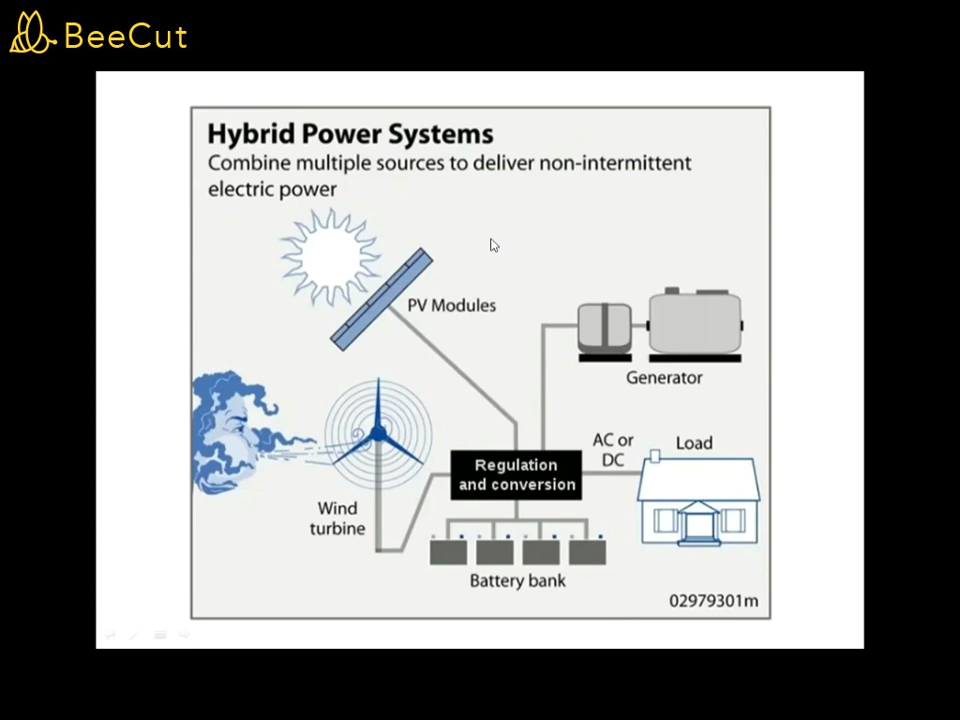 BeeCut
Hybrid Power Systems
Combine multiple sources to deliver non-intermittent
electric power
PV Modules
Generator
AC or
DC
Load
Regulation
and conversion
Wind
turbine
Battery bank
02979301m